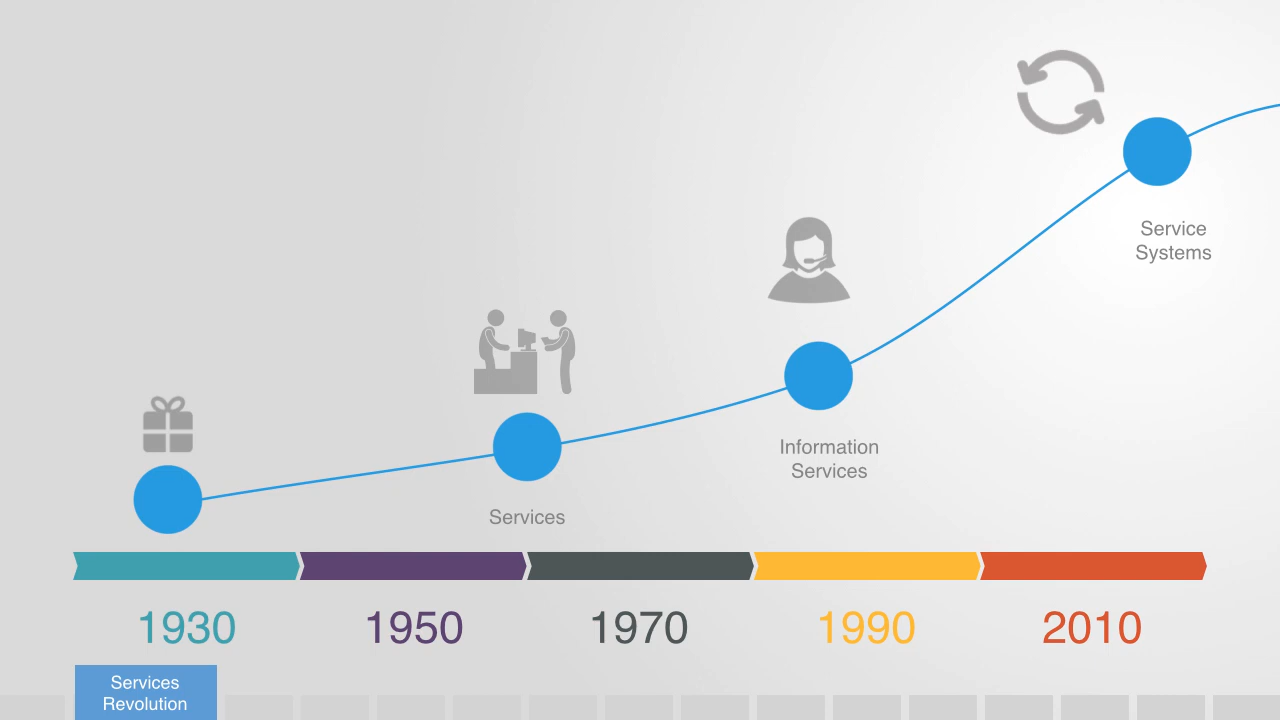 Service
Systems
Information
Services
Services
1930
1950
1970
1990
2010
Services
Revolution